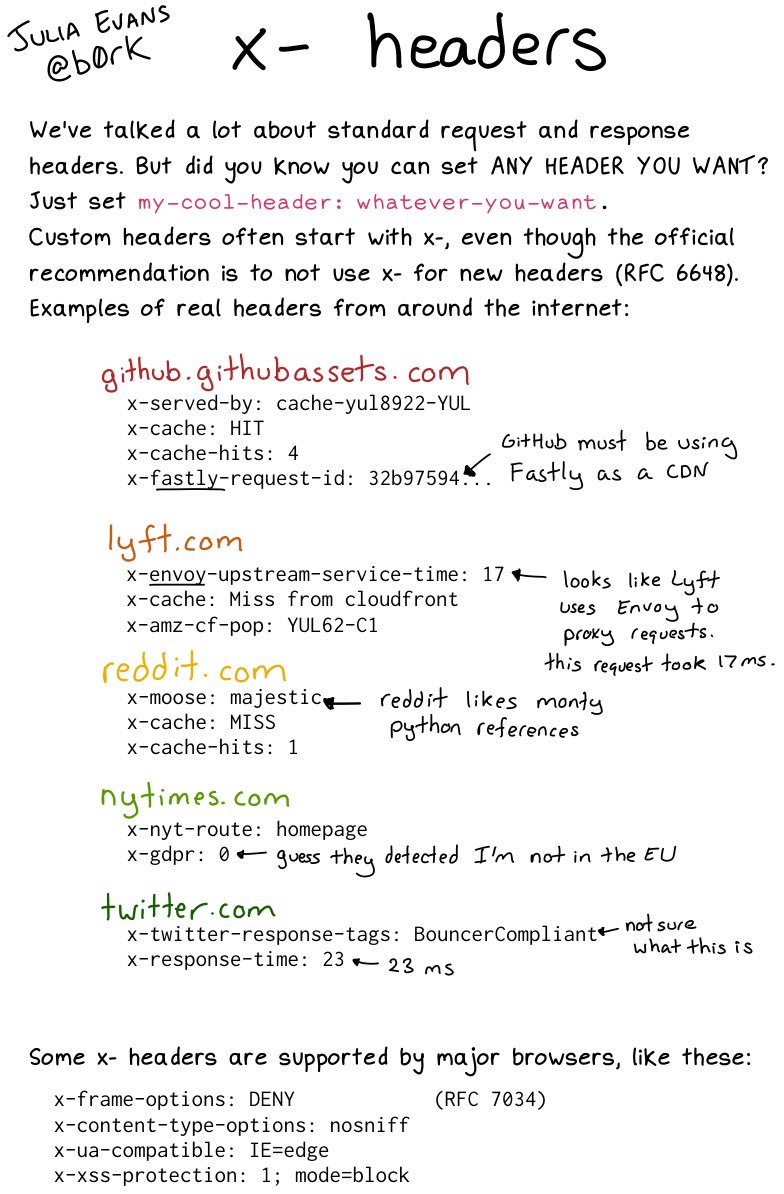 JULIA EVANS
@b0rk
x- headers
We've talked a lot about standard request and response
headers. But did you know you can set ANY HEADER YOU WANT?
Just set my-cool-header: whatever-you-want.
Custom headers often start with x-, even though the official
recommendation is to not use x- for new headers (RFC 6648).
Examples of real headers from around the internet:
github.githubassets.com
x-served-by: cache-yul8922-YUL
x-cache: HIT
x-cache-hits: 4
x-fastly-request-id: 32b97594...
GitHub must be using
Fastly as a CDN
lyft.com
x-envoy-upstream-service-time: 17
x-cache: Miss from cloudfront
x-amz-cf-pop: YUL62-C1
looks like Lyft
uses Envoy to
proxy requests.
this request took 17ms.
reddit.com
x-moose: majestic
x-cache: MISS
x-cache-hits: 1
reddit likes monty
python references
nytimes.com
x-nyt-route: homepage
x-gdpr: 0
guess they detected I'm not in the EU
twitter.com
x-twitter-response-tags: BouncerCompliant
not sure
what this is
x-response-time: 23
23 ms
Some x- headers are supported by major browsers, like these:
x-frame-options: DENY (RFC 7034)
x-content-type-options: nosniff
x-ua-compatible: IE=edge
x-xss-protection: 1; mode=block